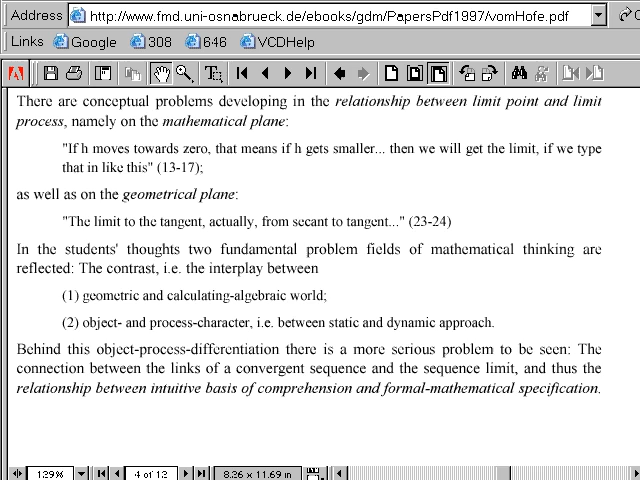 Address http://www.fmd.uni-osnabrueck.de/ebooks/gdm/PapersPdf1997/vomHofe.pdf
Links Google 308 646 VCDHelp
There are conceptual problems developing in the relationship between limit point and limit
process, namely on the mathematical plane:
"If h moves towards zero, that means if h gets smaller... then we will get the limit, if we type
that in like this" (13-17);
as well as on the geometrical plane:
"The limit to the tangent, actually, from secant to tangent..." (23-24)
In the students' thoughts two fundamental problem fields of mathematical thinking are
reflected: The contrast, i.e. the interplay between
(1) geometric and calculating-algebraic world;
(2) object- and process-character, i.e. between static and dynamic approach.
Behind this object-process-differentiation there is a more serious problem to be seen: The
connection between the links of a convergent sequence and the sequence limit, and thus the
relationship between intuitive basis of comprehension and formal-mathematical specification.
129% 4 of 12 8.26 x 11.69 in